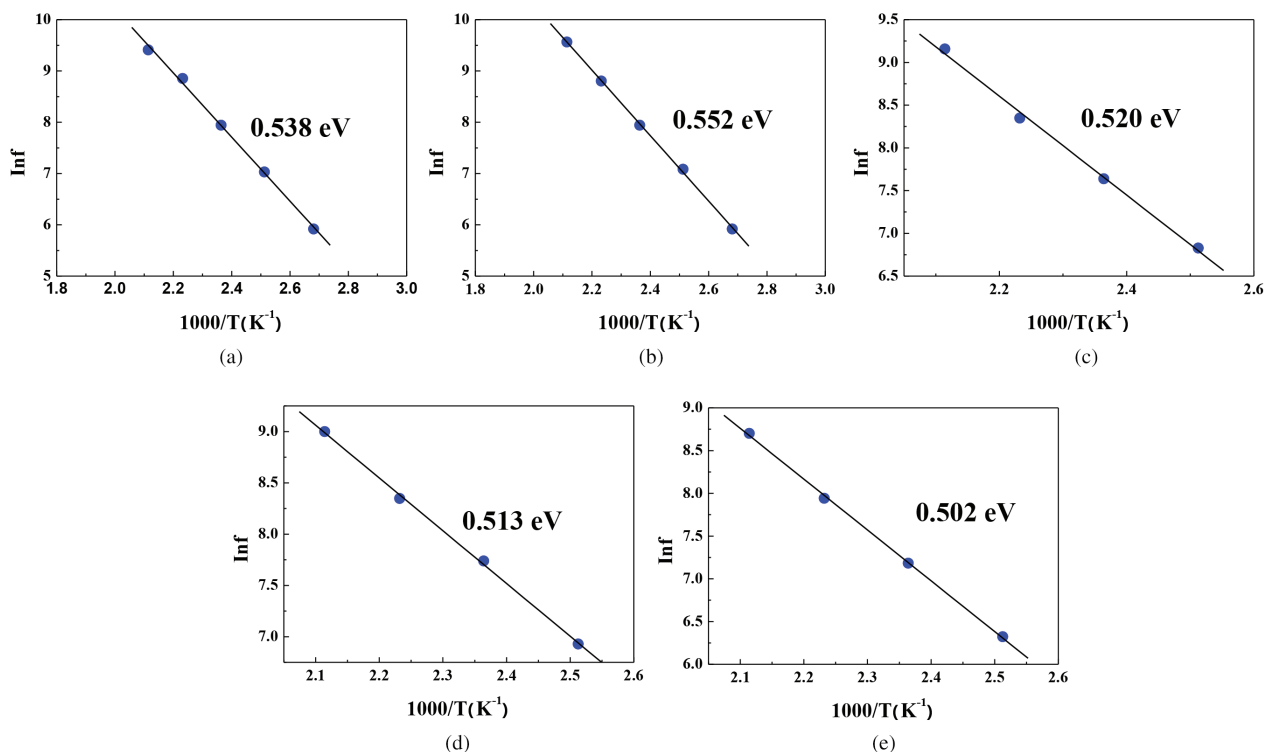 10
9
8
7
6
5
lnf
0.538 eV
1.8 2.0 2.2 2.4 2.6 2.8 3.0
1000/T(K⁻¹)
(a)
10
9
8
7
6
5
lnf
0.552 eV
1.8 2.0 2.2 2.4 2.6 2.8 3.0
1000/T(K⁻¹)
(b)
9.5
9.0
8.5
8.0
7.5
7.0
6.5
lnf
0.520 eV
2.2 2.4 2.6
1000/T(K⁻¹)
(c)
9.0
8.5
8.0
7.5
7.0
lnf
0.513 eV
2.1 2.2 2.3 2.4 2.5 2.6
1000/T(K⁻¹)
(d)
9.0
8.5
8.0
7.5
7.0
6.5
6.0
lnf
0.502 eV
2.1 2.2 2.3 2.4 2.5 2.6
1000/T(K⁻¹)
(e)